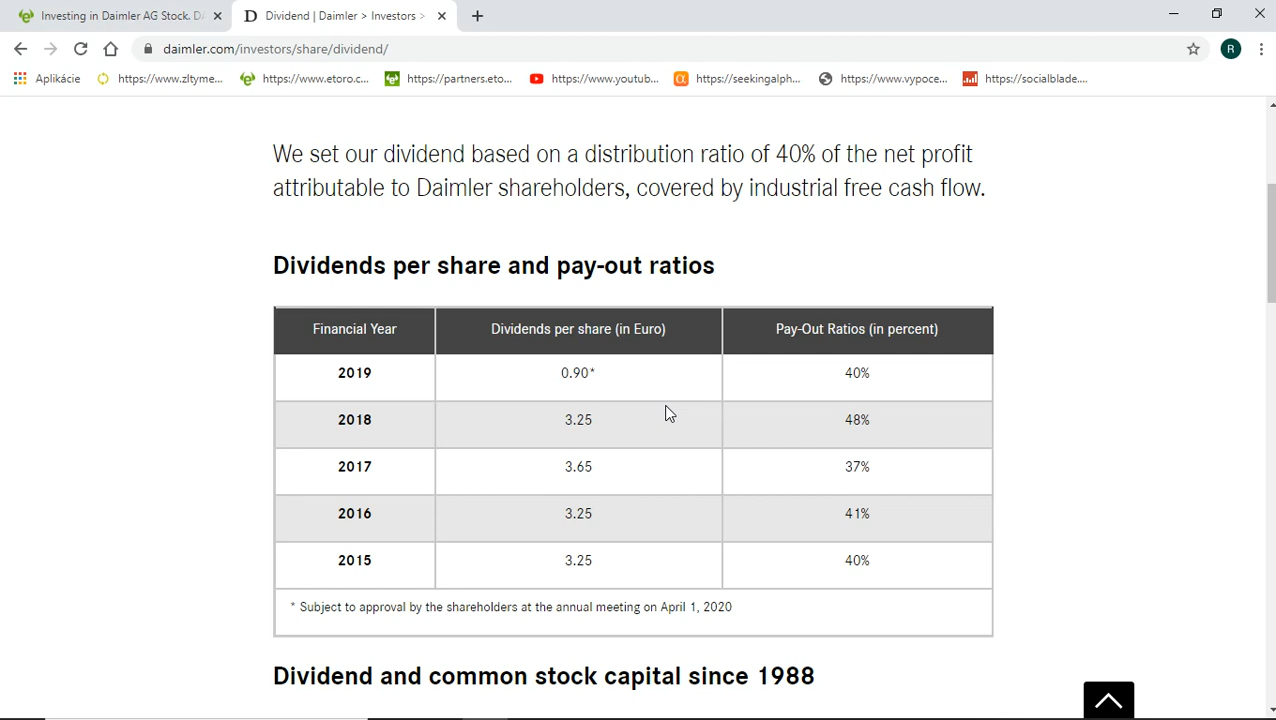 Investing in Daimler AG Stock. DA
Dividend | Daimler > Investors >
daimler.com/investors/share/dividend/
R
Aplikácie
https://www.zltyme...
https://www.etoro.c...
https://partners.eto...
https://www.youtub...
https://seekingalph...
https://www.vypoce...
https://socialblade....
We set our dividend based on a distribution ratio of 40% of the net profit
attributable to Daimler shareholders, covered by industrial free cash flow.
Dividends per share and pay-out ratios
Financial Year Dividends per share (in Euro) Pay-Out Ratios (in percent)
2019 0.90* 40%
2018 3.25 48%
2017 3.65 37%
2016 3.25 41%
2015 3.25 40%
* Subject to approval by the shareholders at the annual meeting on April 1, 2020
Dividend and common stock capital since 1988